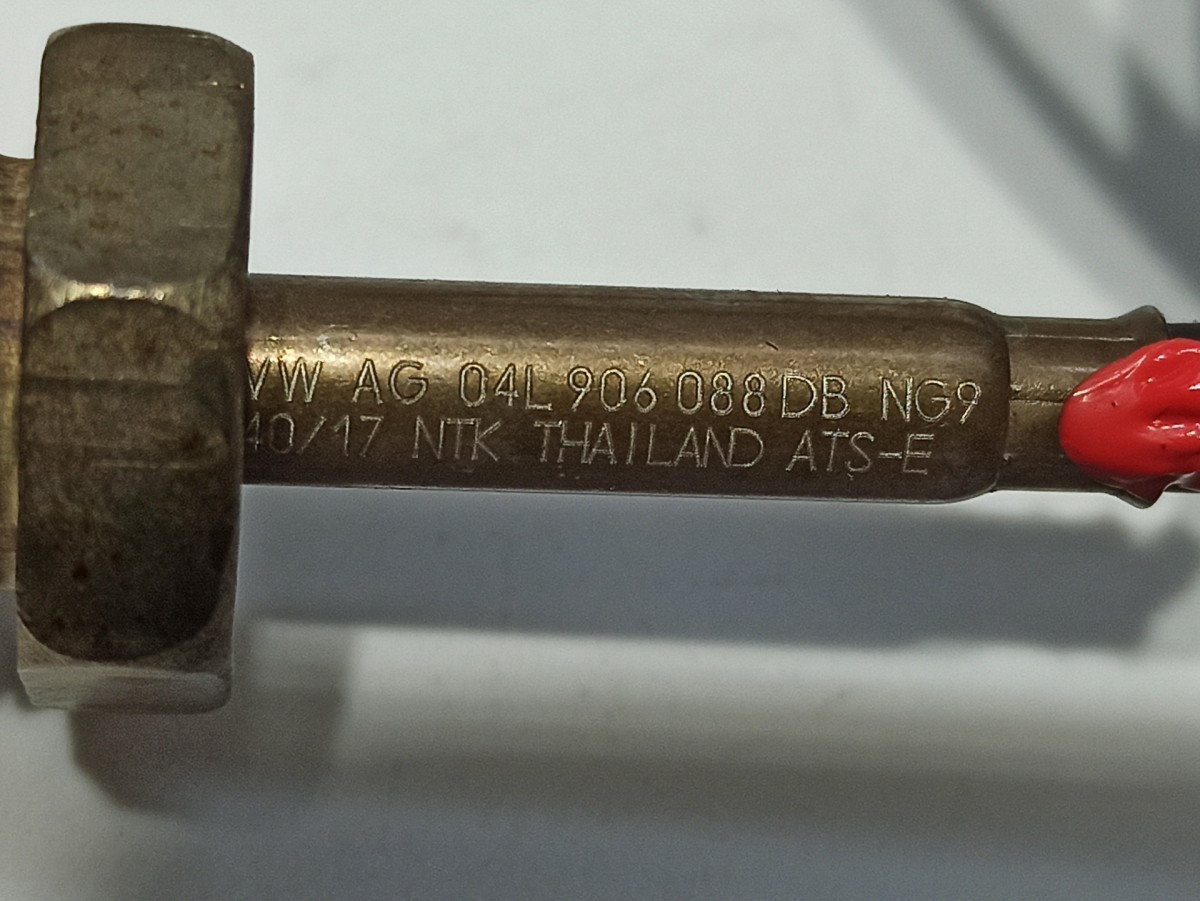 VW AG 04L 906 088 DB NG9
40/17 NTK THAILAND ATS-E